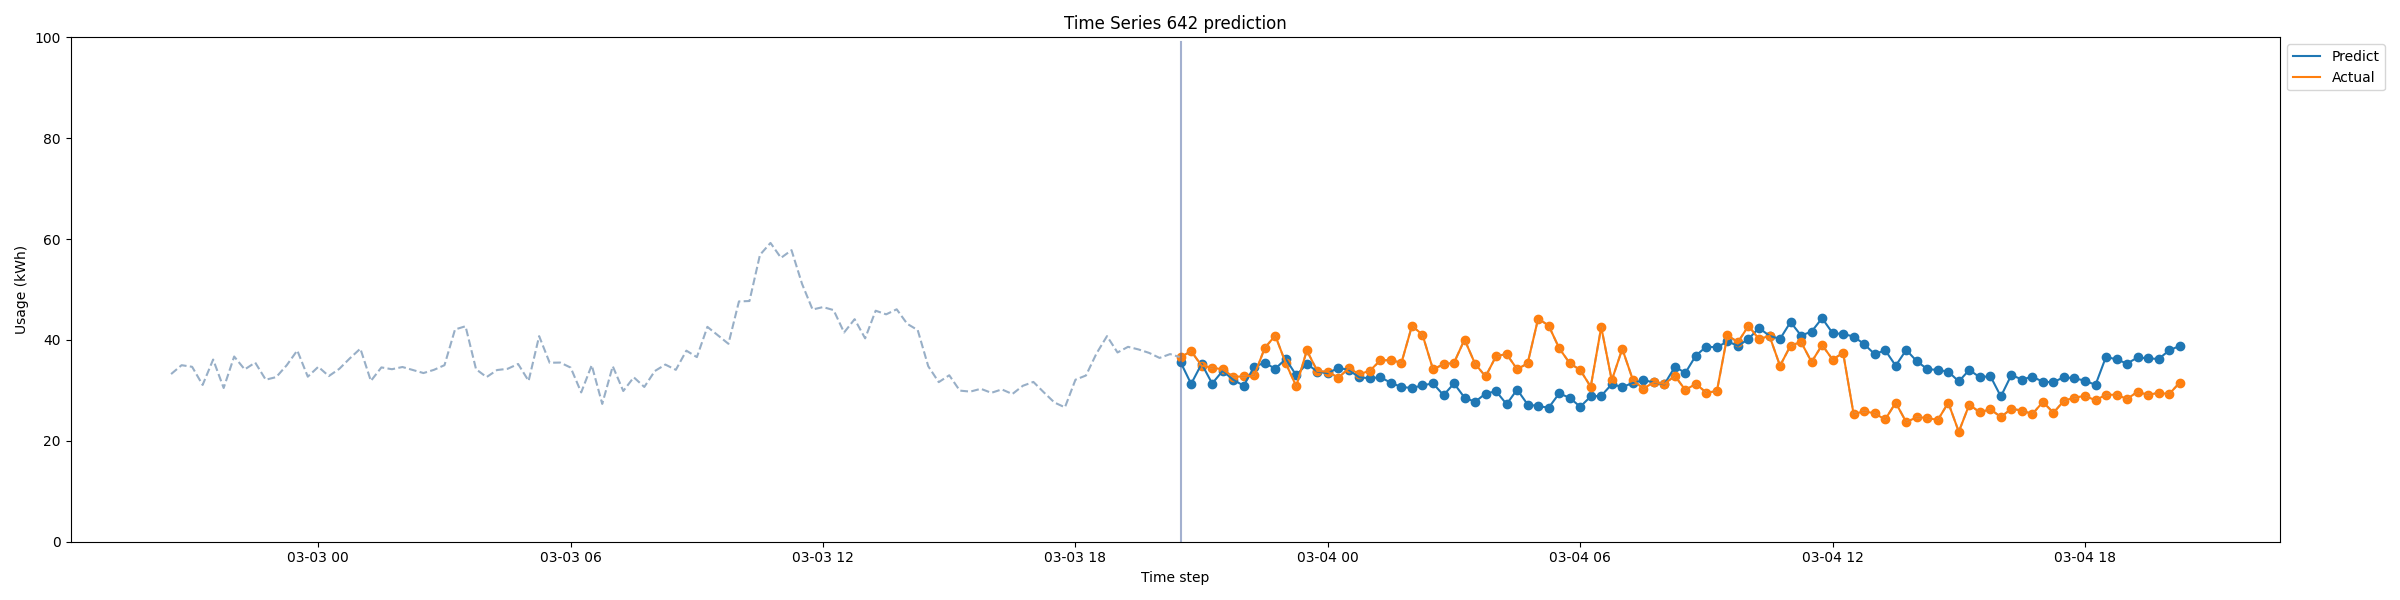 Time Series 642 prediction
Predict
Actual
Usage (kWh)
100
80
60
40
20
0
03-03 00
03-03 06
03-03 12
03-03 18
03-04 00
03-04 06
03-04 12
03-04 18
Time step